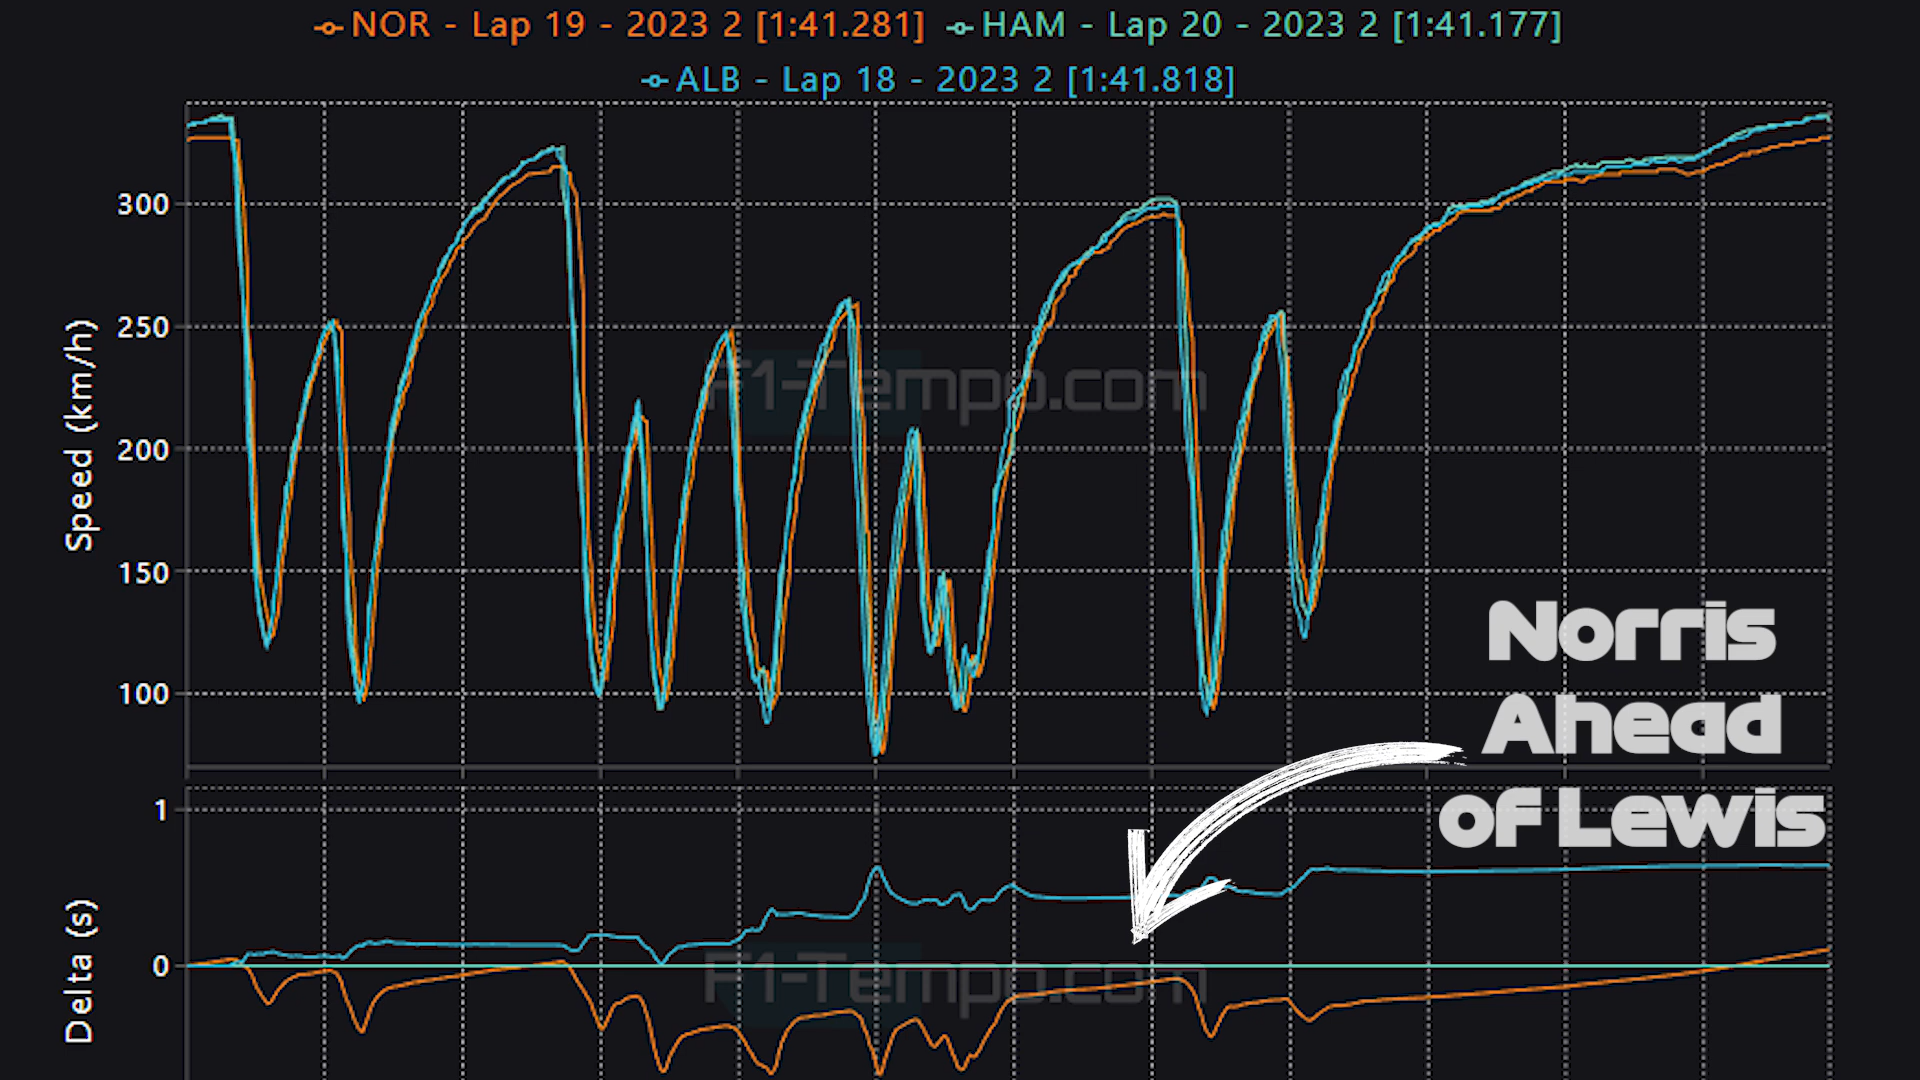 NOR - Lap 19 - 2023 2 [1:41.281] HAM - Lap 20 - 2023 2 [1:41.177]
ALB - Lap 18 - 2023 2 [1:41.818]
Speed (km/h)
300
250
200
150
100
F1-Tempo.com
Norris
Ahead
of Lewis
Delta (s)
1
0
F1-Tempo.com